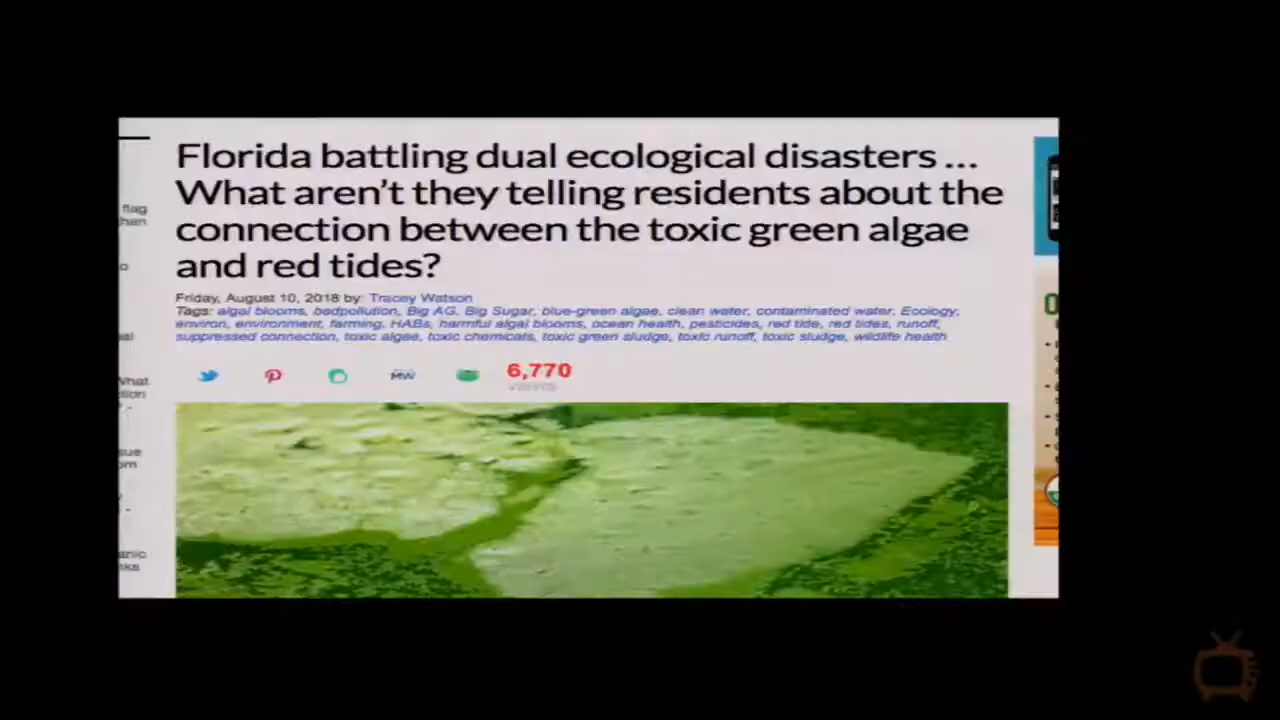 Florida battling dual ecological disasters ...
What aren't they telling residents about the
connection between the toxic green algae
and red tides?
Friday, August 10, 2018 by: Tracey Watson
Tags: algal blooms, badpollution, Big AG, Big Sugar, blue-green algae, clean water, contaminated water, Ecology,
environ, environment, farming, HABs, harmful algal blooms, ocean health, pesticides, red tide, red tides, runoff,
suppressed connection, toxic algae, toxic chemicals, toxic green sludge, toxic runoff, toxic sludge, wildlife health
MW
6,770
VIEWS
flag
What